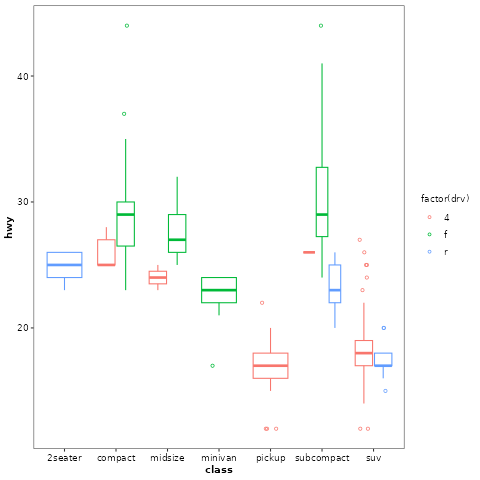 hwy
40
30
20
2seater compact midsize minivan pickup subcompact suv
class
factor(drv)
4
f
r